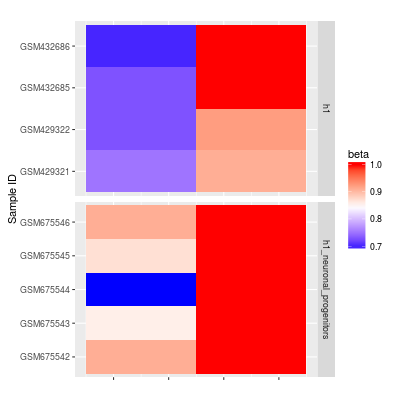 Sample ID
GSM432686
GSM432685
GSM429322
GSM429321
h1
GSM675546
GSM675545
GSM675544
GSM675543
GSM675542
h1_neuronal_progenitors
beta
1.0
0.9
0.8
0.7